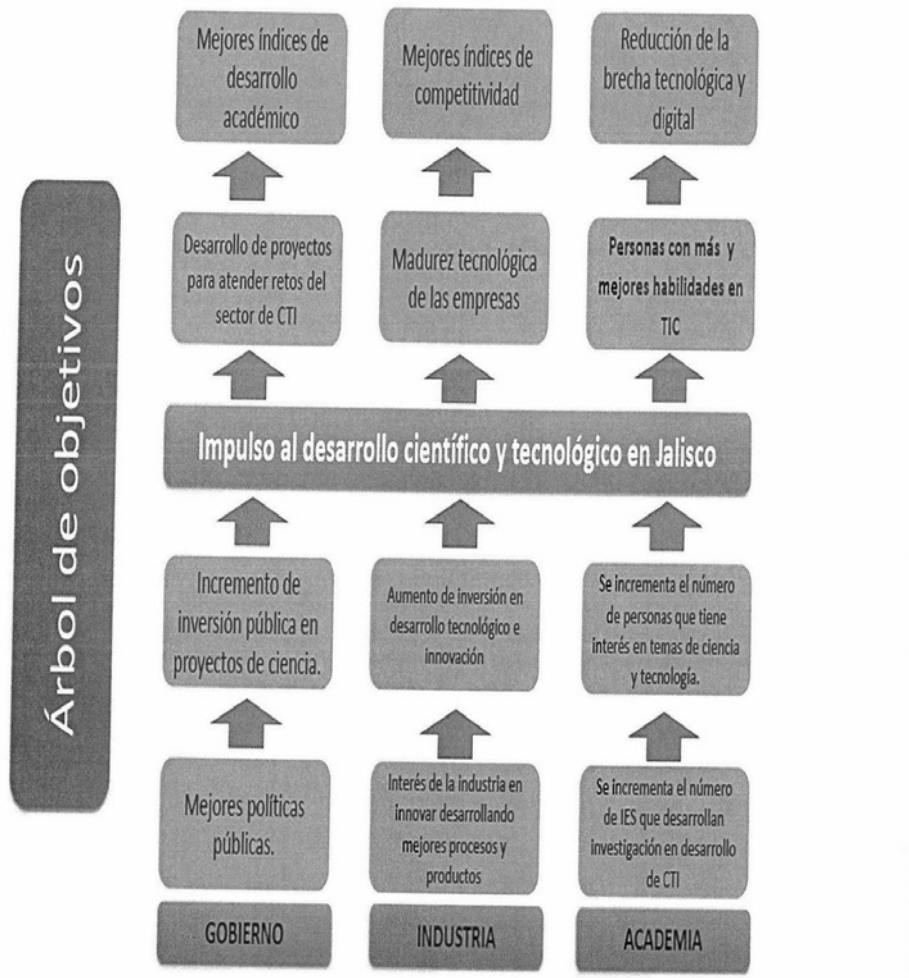 Árbol de objetivos
Mejores índices de
desarrollo
académico
Mejores índices de
competitividad
Reducción de la
brecha tecnológica y
digital
Desarrollo de proyectos
para atender retos del
sector de CTI
Madurez tecnológica
de las empresas
Personas con más y
mejores habilidades en
TIC
Impulso al desarrollo científico y tecnológico en Jalisco
Incremento de
inversión pública en
proyectos de ciencia.
Aumento de inversión en
desarrollo tecnológico e
innovación
Se incrementa el número
de personas que tiene
interés en temas de ciencia
y tecnología.
Mejores políticas
públicas.
Interés de la industria en
innovar desarrollando
mejores procesos y
productos
Se incrementa el número
de IES que desarrollan
investigación en desarrollo
de CTI
GOBIERNO
INDUSTRIA
ACADEMIA